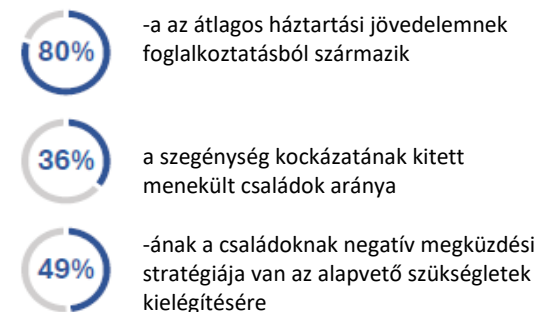 80%
-a az átlagos háztartási jövedelemnek
foglalkoztatásból származik
36%
a szegénység kockázatának kitett
menekült családok aránya
49%
-ának a családoknak negatív megküzdési
stratégiája van az alapvető szükségletek
kielégítésére